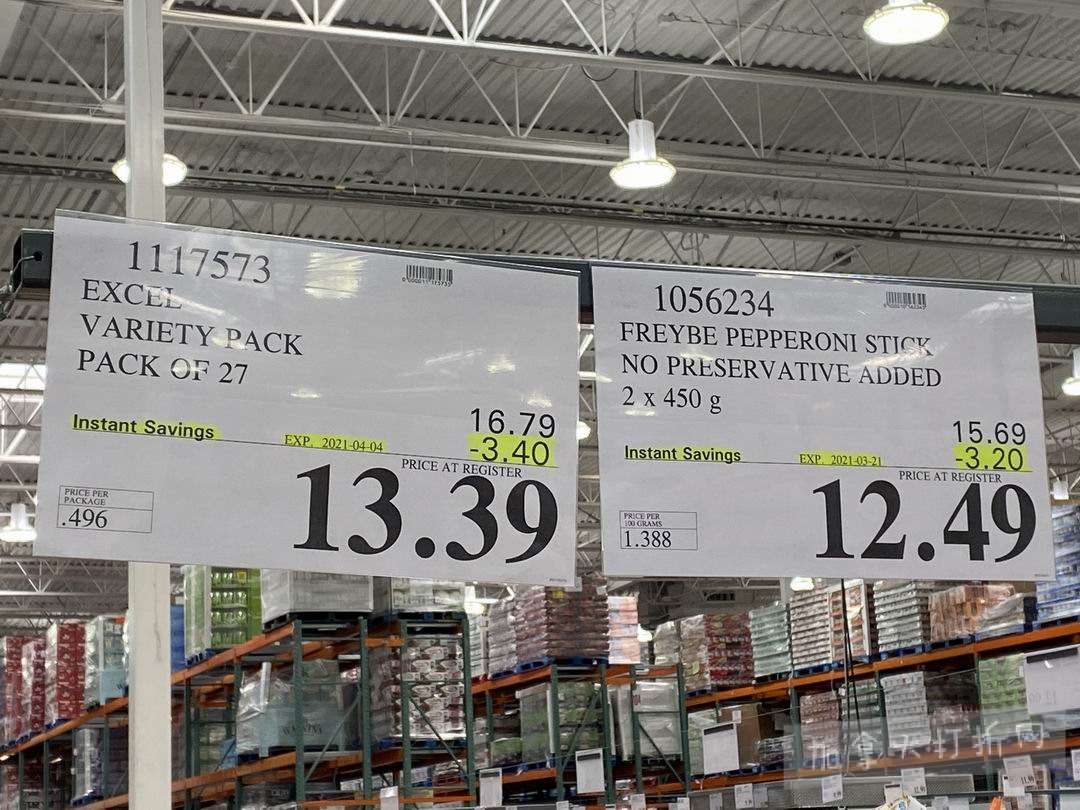 1117573
EXCEL
VARIETY PACK
PACK OF 27
16.79
Instant Savings EXP. 2021-04-04 -3.40
PRICE AT REGISTER
13.39
PRICE PER
PACKAGE
.496
1056234
FREYBE PEPPERONI STICK
NO PRESERVATIVE ADDED
2 x 450 g
15.69
Instant Savings EXP. 2021-03-21 -3.20
PRICE AT REGISTER
12.49
PRICE PER
100 GRAMS
1.388
加拿大打折网